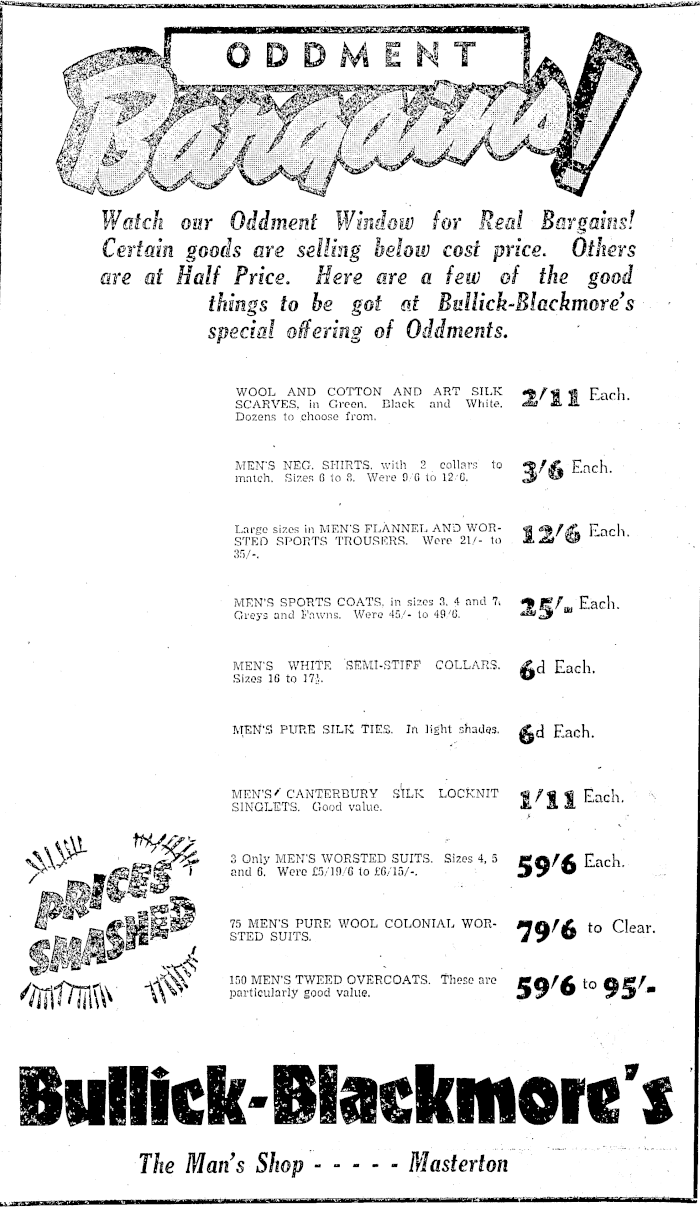 ODDMENT
Bargains!
Watch our Oddment Window for Real Bargains!
Certain goods are selling below cost price. Others
are at Half Price. Here are a few of the good
things to be got at Bullick-Blackmore's
special offering of Oddments.
WOOL AND COTTON AND ART SILK
SCARVES, in Green, Black and White.
Dozens to choose from.
2/11 Each.
MEN'S NEG. SHIRTS, with 2 collars to
match. Sizes 6 to 8. Were 9/6 to 12/6.
3/6 Each.
Large sizes in MEN'S FLANNEL AND WOR-
STED SPORTS TROUSERS. Were 21/- to
35/-.
12/6 Each.
MEN'S SPORTS COATS, in sizes 3, 4 and 7,
Greys and Fawns. Were 45/- to 49/6.
25/- Each.
MEN'S WHITE SEMI-STIFF COLLARS.
Sizes 16 to 17½.
6d Each.
MEN'S PURE SILK TIES. In light shades.
6d Each.
MEN'S CANTERBURY SILK LOCKNIT
SINGLETS. Good value.
1/11 Each.
3 Only MEN'S WORSTED SUITS. Sizes 4, 5
and 6. Were £5/19/6 to £6/15/-.
59/6 Each.
75 MEN'S PURE WOOL COLONIAL WOR-
STED SUITS.
79/6 to Clear.
150 MEN'S TWEED OVERCOATS. These are
particularly good value.
59/6 to 95/-
PRICES
SMASHED
Bullick-Blackmore's
The Man's Shop - - - - - Masterton